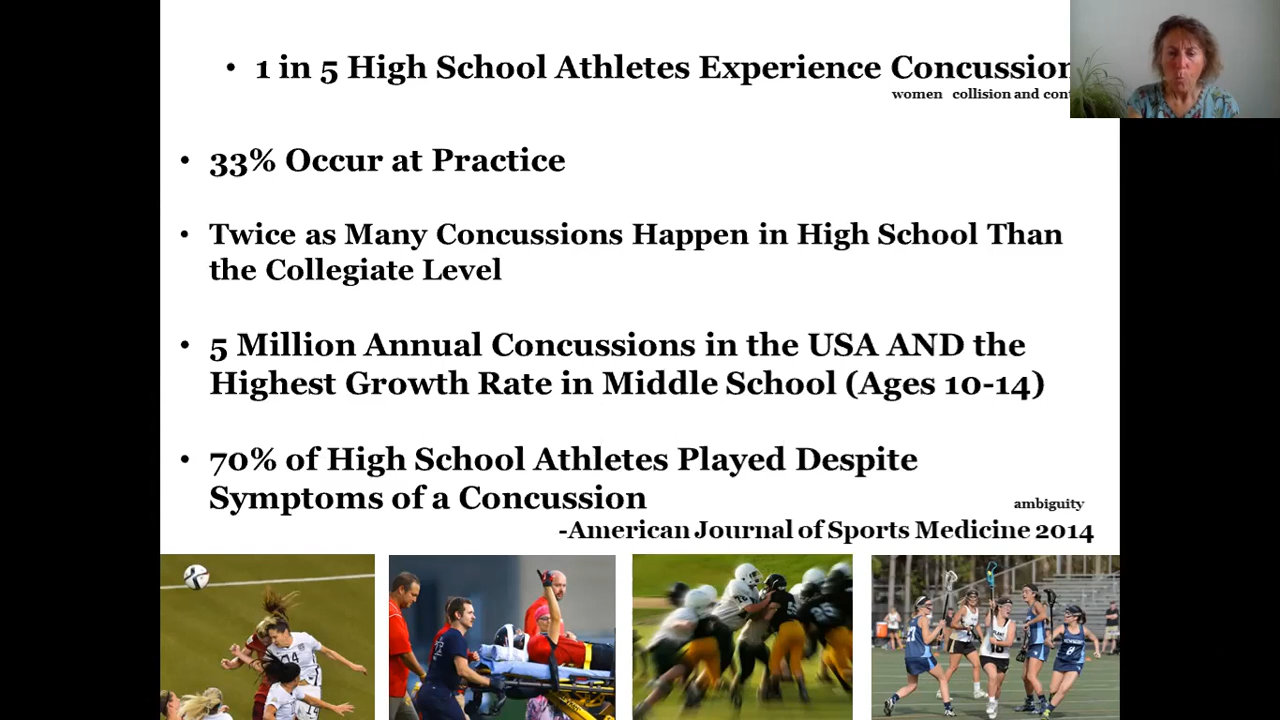 • 1 in 5 High School Athletes Experience Concussion
women collision and
• 33% Occur at Practice
• Twice as Many Concussions Happen in High School Than
the Collegiate Level
• 5 Million Annual Concussions in the USA AND the
Highest Growth Rate in Middle School (Ages 10-14)
• 70% of High School Athletes Played Despite
Symptoms of a Concussion
ambiguity
-American Journal of Sports Medicine 2014